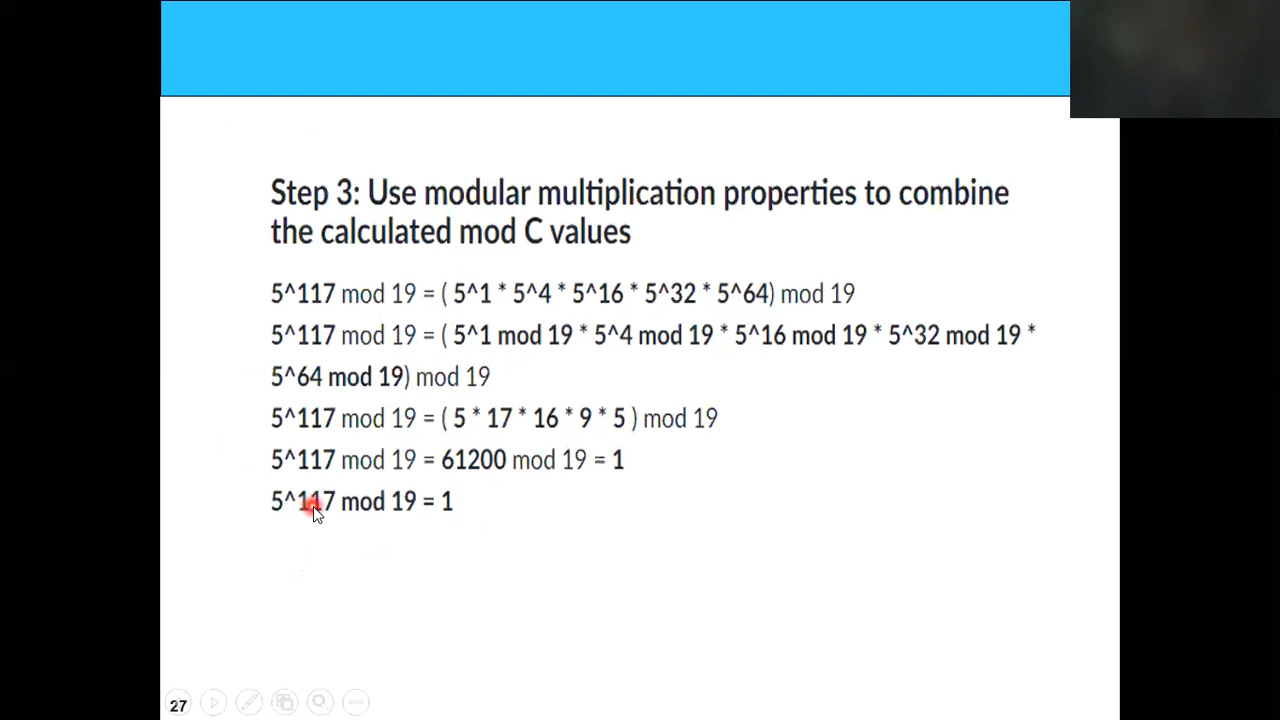 Step 3: Use modular multiplication properties to combine
the calculated mod C values
5^117 mod 19 = ( 5^1 * 5^4 * 5^16 * 5^32 * 5^64) mod 19
5^117 mod 19 = ( 5^1 mod 19 * 5^4 mod 19 * 5^16 mod 19 * 5^32 mod 19 *
5^64 mod 19) mod 19
5^117 mod 19 = ( 5 * 17 * 16 * 9 * 5 ) mod 19
5^117 mod 19 = 61200 mod 19 = 1
5^117 mod 19 = 1
27